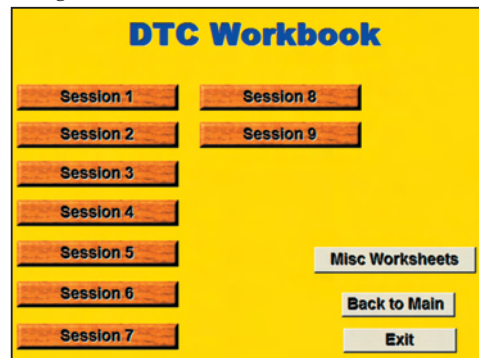 DTC Workbook
Session 1
Session 2
Session 3
Session 4
Session 5
Session 6
Session 7
Session 8
Session 9
Misc Worksheets
Back to Main
Exit